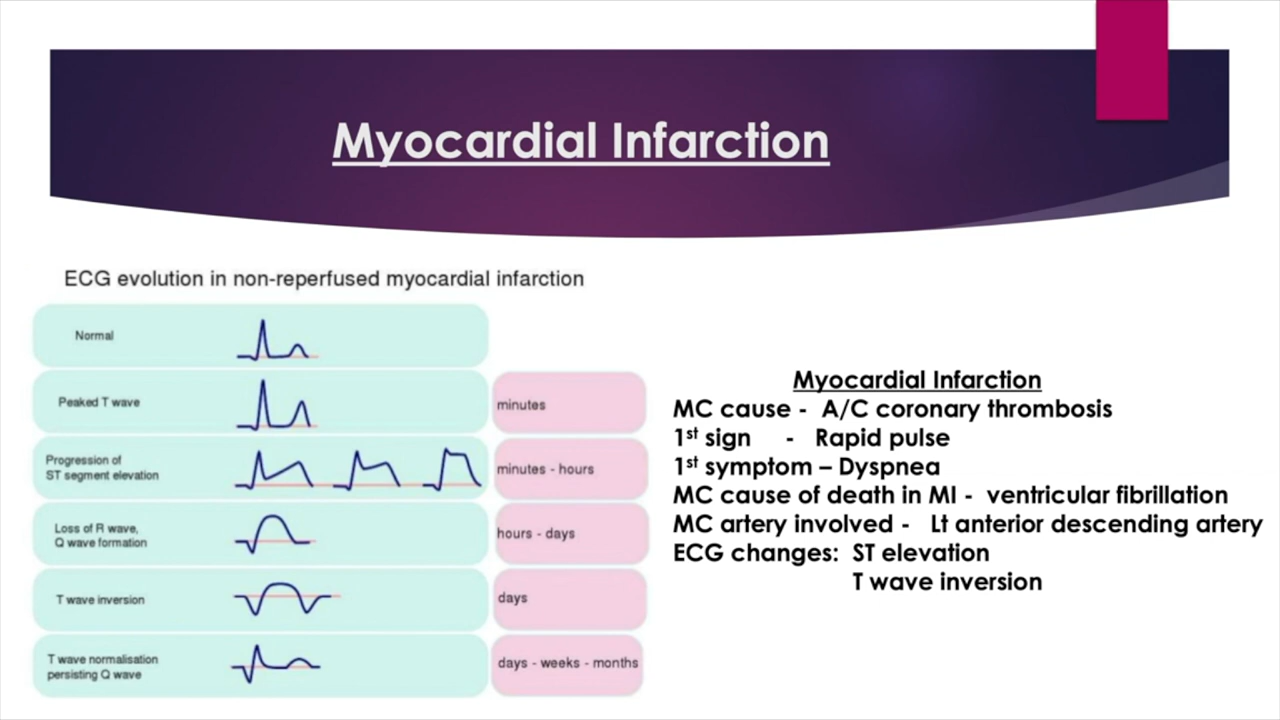 Myocardial Infarction
ECG evolution in non-reperfused myocardial infarction
Normal
Peaked T wave
minutes
Progression of
ST segment elevation
minutes - hours
Loss of R wave,
Q wave formation
hours - days
T wave inversion
days
T wave normalisation
persisting Q wave
days - weeks - months
Myocardial Infarction
MC cause - A/C coronary thrombosis
1st sign - Rapid pulse
1st symptom – Dyspnea
MC cause of death in MI - ventricular fibrillation
MC artery involved - Lt anterior descending artery
ECG changes: ST elevation
T wave inversion